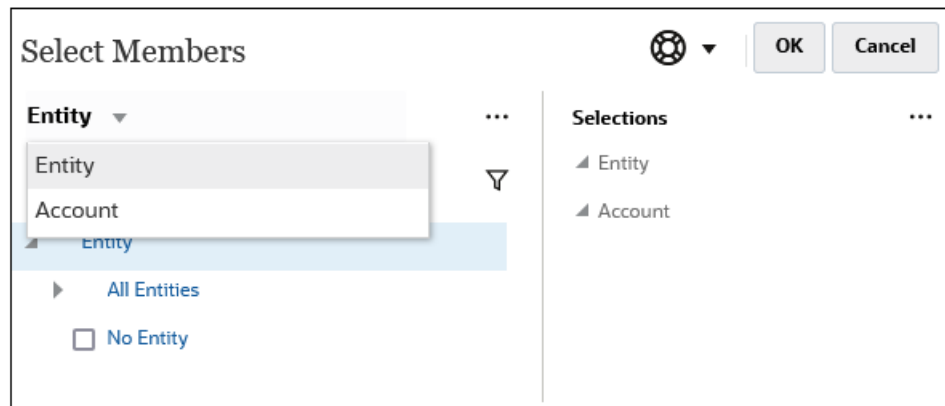 Select Members
OK
Cancel
Entity
...
Selections
...
Entity
Entity
Account
Account
Entity
All Entities
No Entity